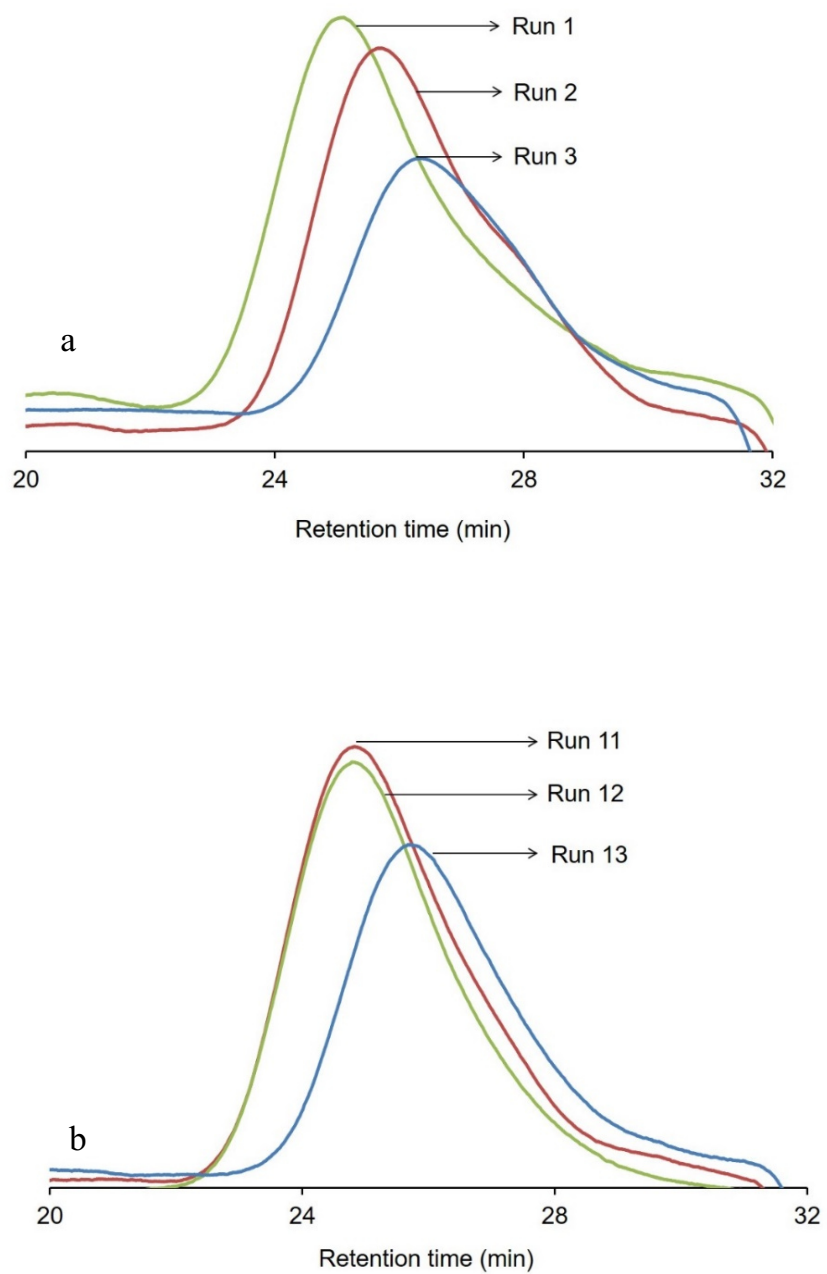 Run 1
Run 2
Run 3
a
20 24 28 32
Retention time (min)
Run 11
Run 12
Run 13
b
20 24 28 32
Retention time (min)